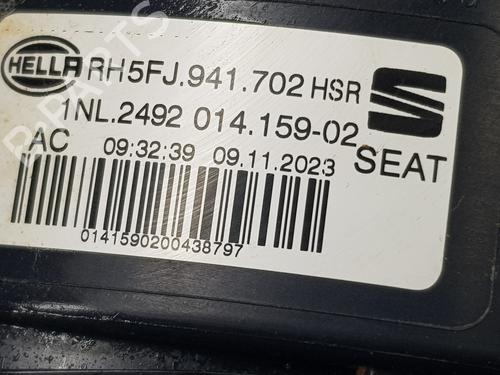 HELLA RH5FJ.941.702 HSR
1NL.2492 014.159-02
AC 09:32:39 09.11.2023 SEAT
0141590200438797
B-PARTS